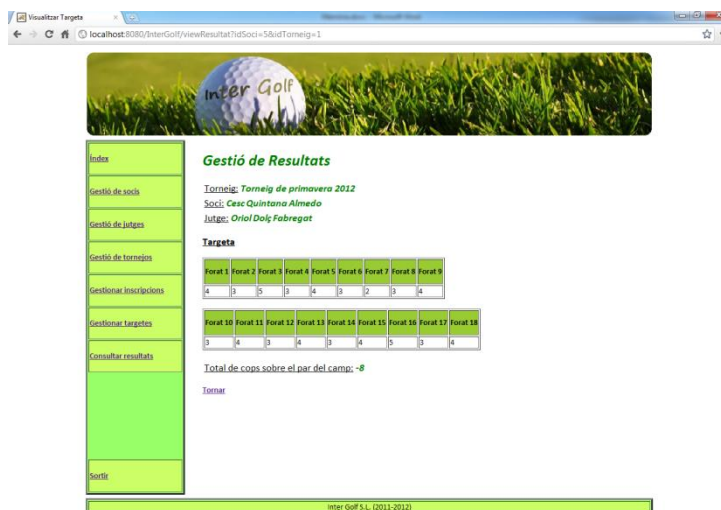 Visualitzar Targeta
localhost:8080/InterGolf/viewResultat?idSoci=5&idTorneig=1
Inter Golf
Índex
Gestió de socis
Gestió de jutges
Gestió de tornejos
Gestionar inscripcions
Gestionar targetes
Consultar resultats
Sortir
Gestió de Resultats
Torneig: Torneig de primavera 2012
Soci: Cesc Quintana Almedo
Jutge: Oriol Dolç Fabregat
Targeta
Forat 1 Forat 2 Forat 3 Forat 4 Forat 5 Forat 6 Forat 7 Forat 8 Forat 9
4 3 5 3 4 3 2 3 4
Forat 10 Forat 11 Forat 12 Forat 13 Forat 14 Forat 15 Forat 16 Forat 17 Forat 18
3 4 3 4 3 4 5 3 4
Total de cops sobre el par del camp: -8
Tornar
Inter Golf S.L. (2011-2012)